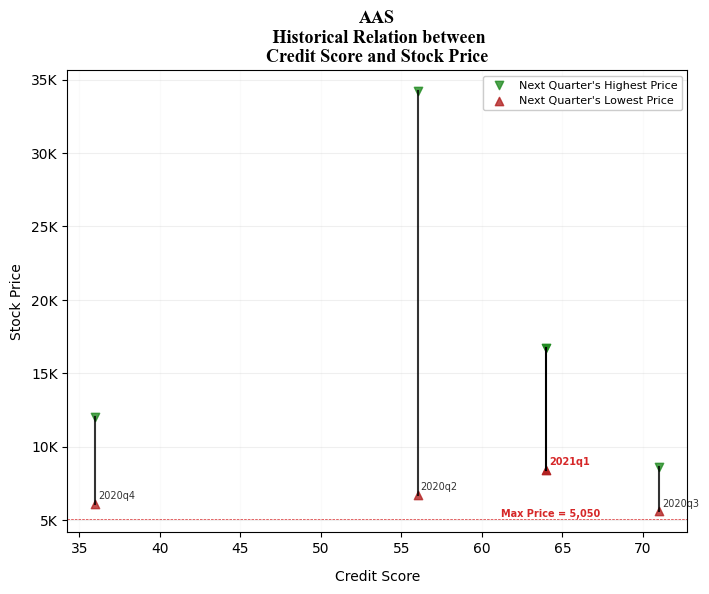 AAS
Historical Relation between
Credit Score and Stock Price
Next Quarter's Highest Price
Next Quarter's Lowest Price
Stock Price
35K
30K
25K
20K
15K
10K
5K
2020q4
2020q2
2021q1
2020q3
Max Price = 5,050
35
40
45
50
55
60
65
70
Credit Score